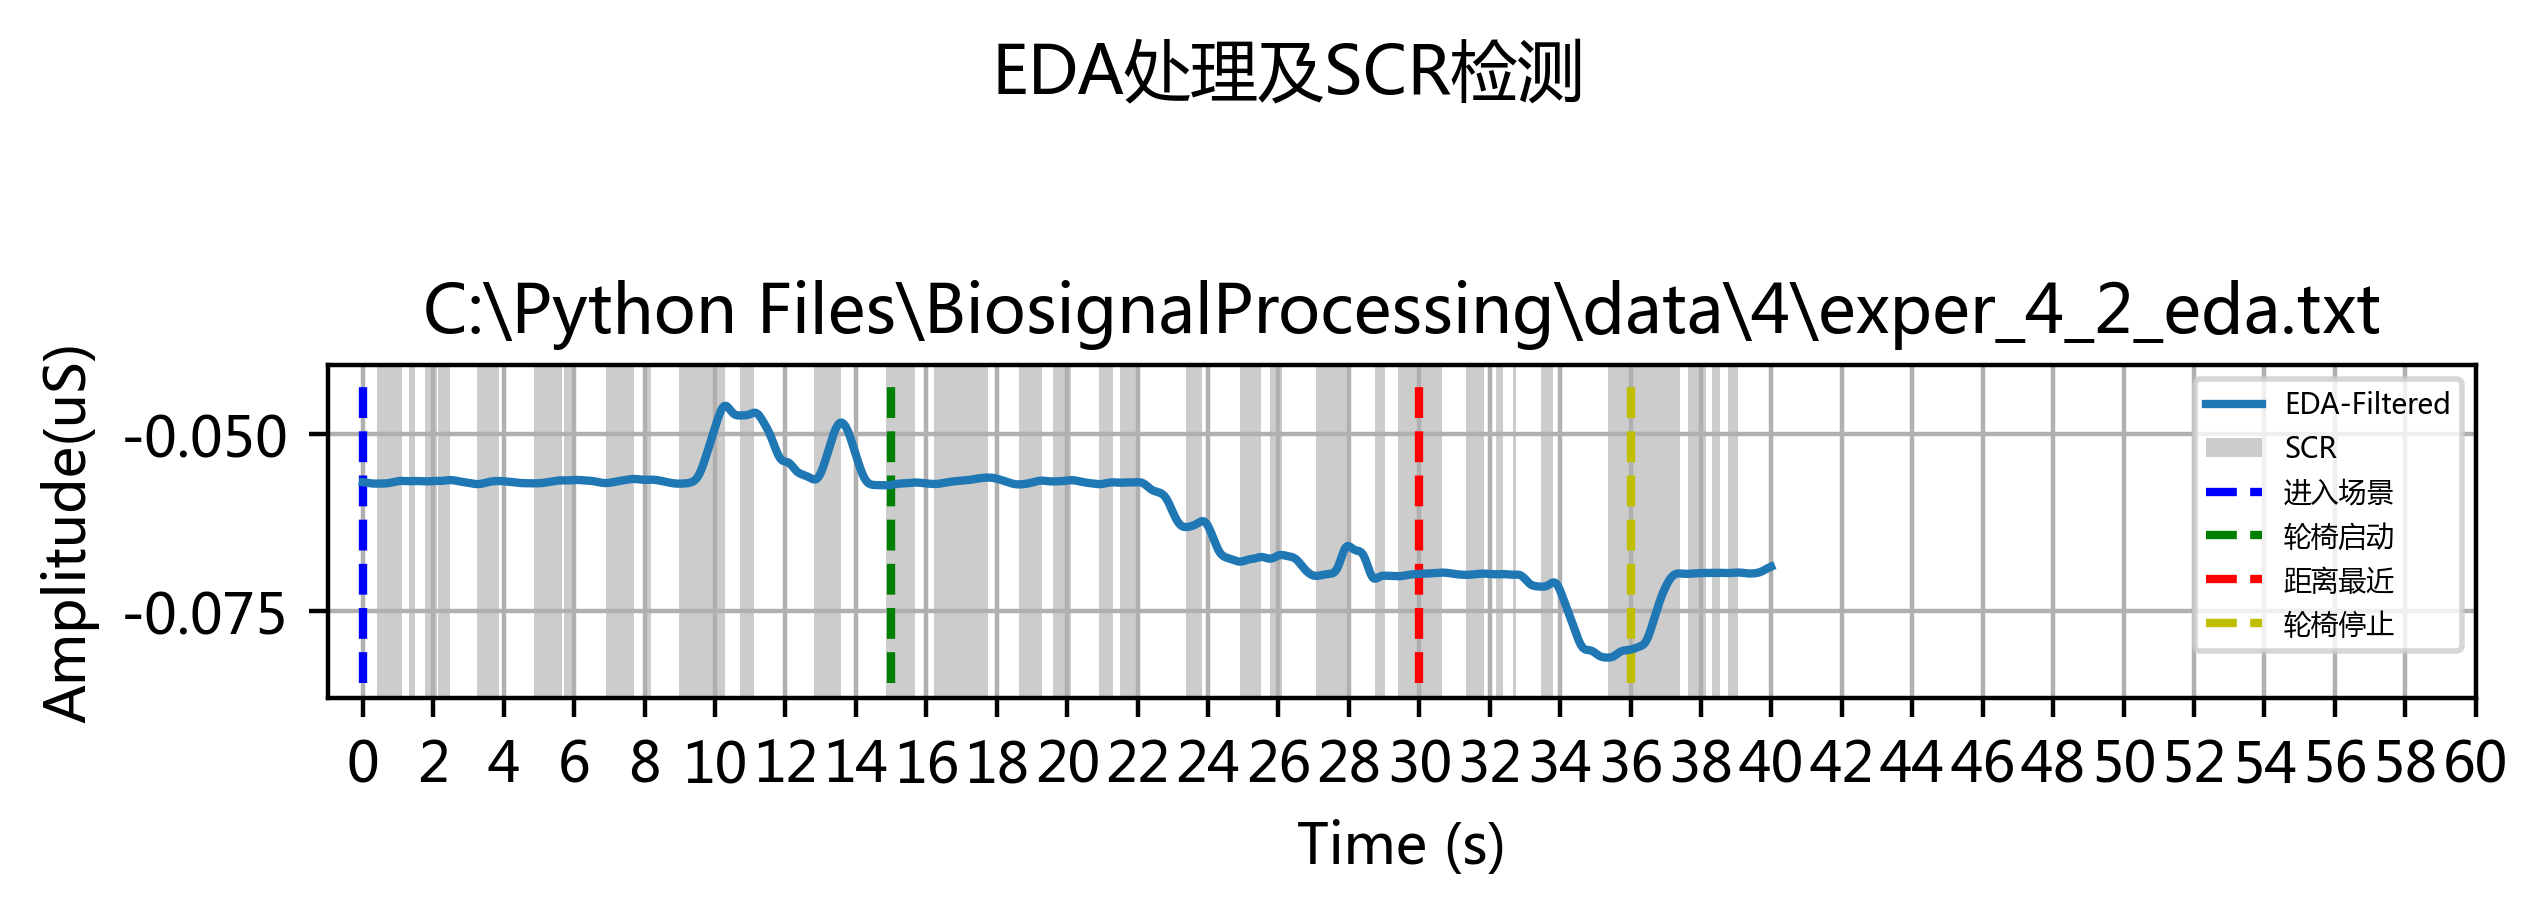 EDA处理及SCR检测
C:\Python Files\BiosignalProcessing\data\4\exper_4_2_eda.txt
Amplitude(uS)
-0.050
-0.075
EDA-Filtered
SCR
进入场景
轮椅启动
距离最近
轮椅停止
0 2 4 6 8 10 12 14 16 18 20 22 24 26 28 30 32 34 36 38 40 42 44 46 48 50 52 54 56 58 60
Time (s)